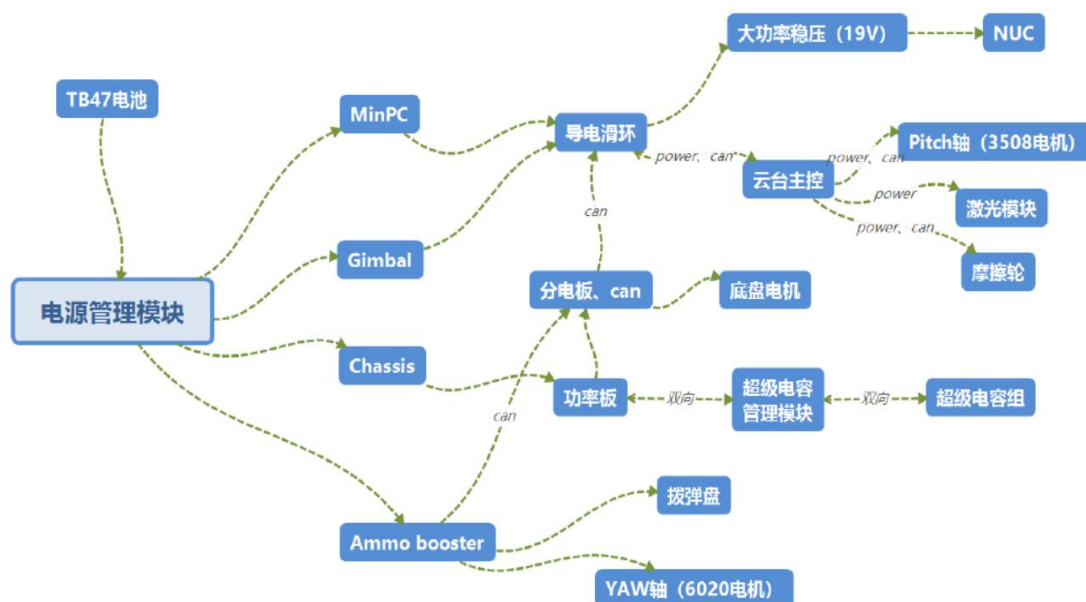 大功率稳压（19V）
NUC
TB47电池
MinPC
导电滑环
Pitch轴（3508电机）
power、can
power、can
云台主控
power
激光模块
can
power、can
Gimbal
摩擦轮
分电板、can
底盘电机
电源管理模块
Chassis
功率板
双向
超级电容
管理模块
双向
超级电容组
can
拨弹盘
Ammo booster
YAW轴（6020电机）